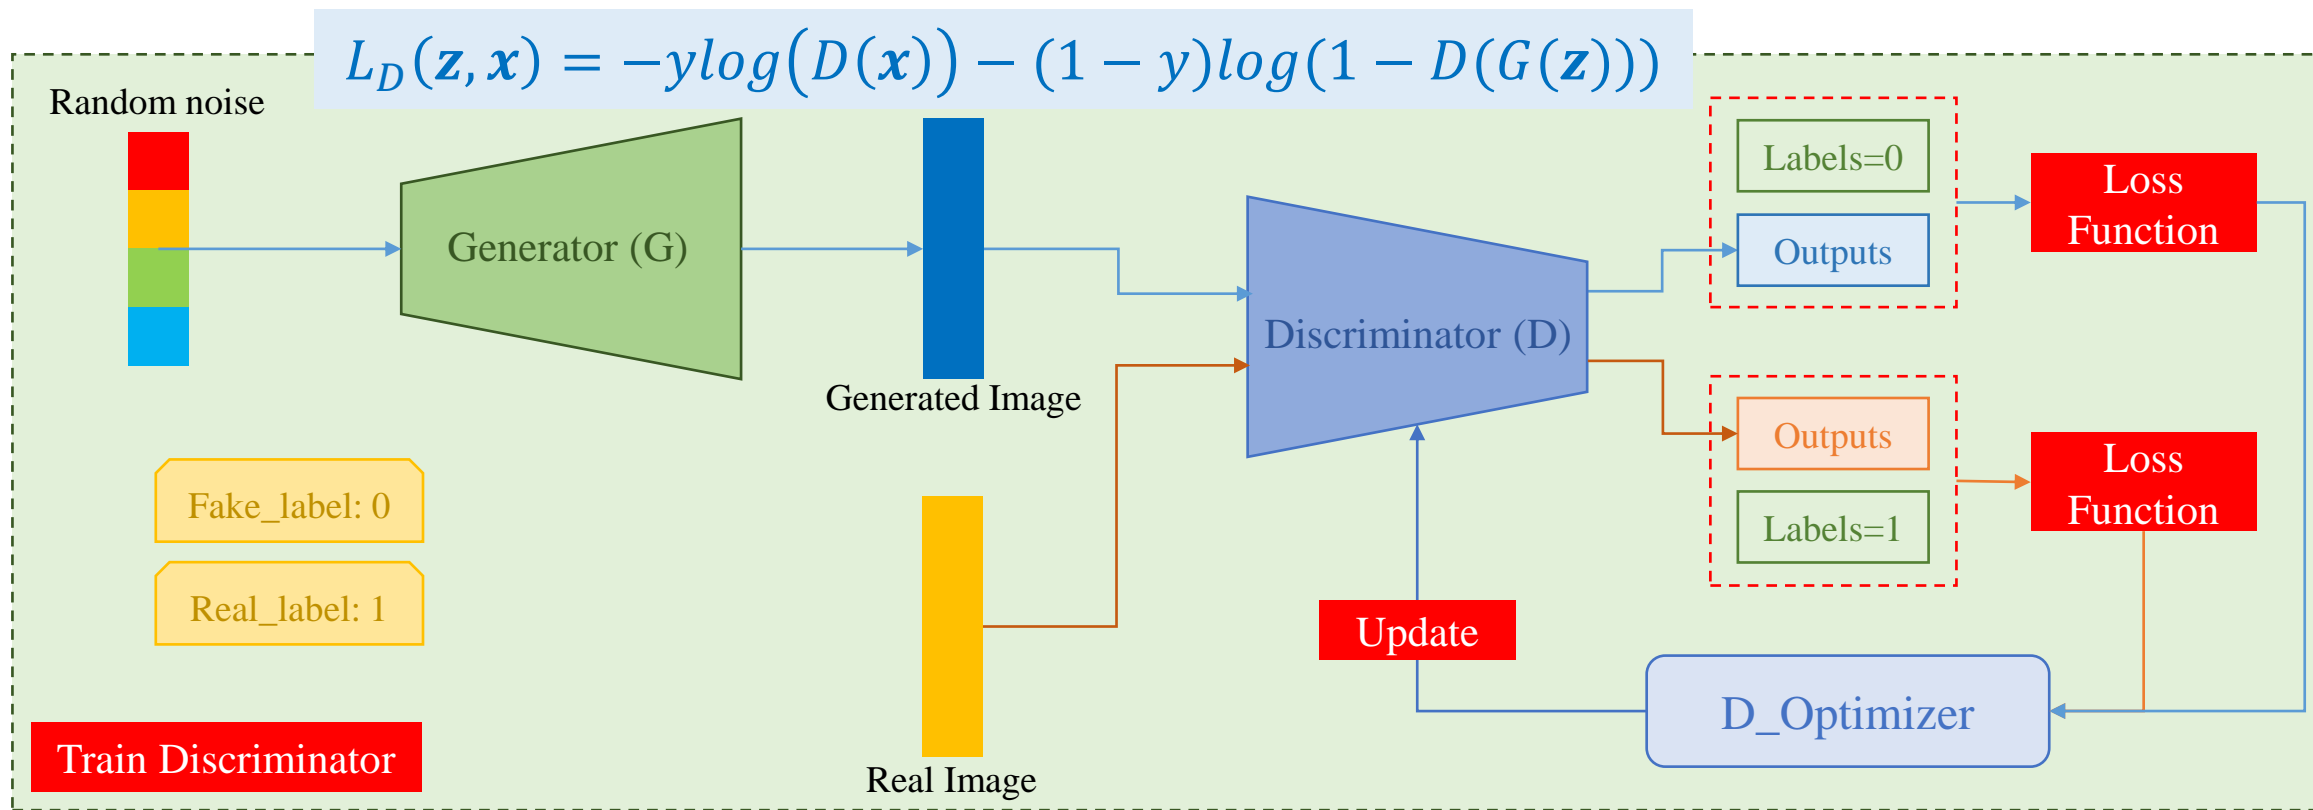 L_D(z, x) = −ylog(D(x)) − (1 − y)log(1 − D(G(z)))
Random noise
Generator (G)
Generated Image
Discriminator (D)
Labels=0
Outputs
Loss
Function
Outputs
Labels=1
Loss
Function
Fake_label: 0
Real_label: 1
Update
D_Optimizer
Train Discriminator
Real Image